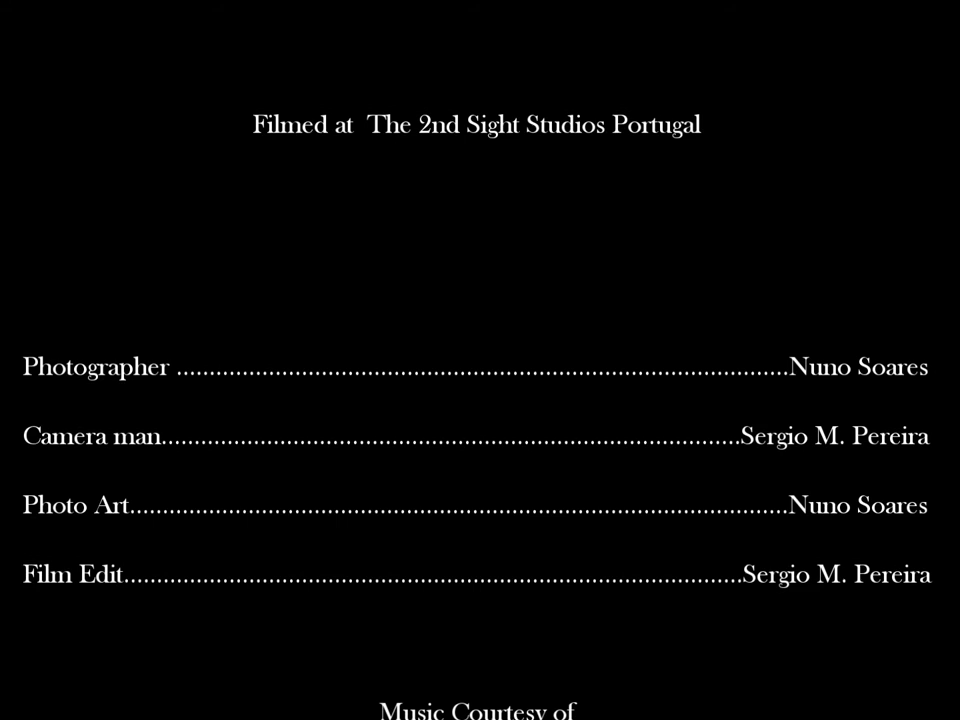 Filmed at  The 2nd Sight Studios Portugal
Photographer ..............................................................................................Nuno Soares
Camera man.........................................................................................Sergio M. Pereira
Photo Art.....................................................................................................Nuno Soares
Film Edit...............................................................................................Sergio M. Pereira
Music Courtesy of